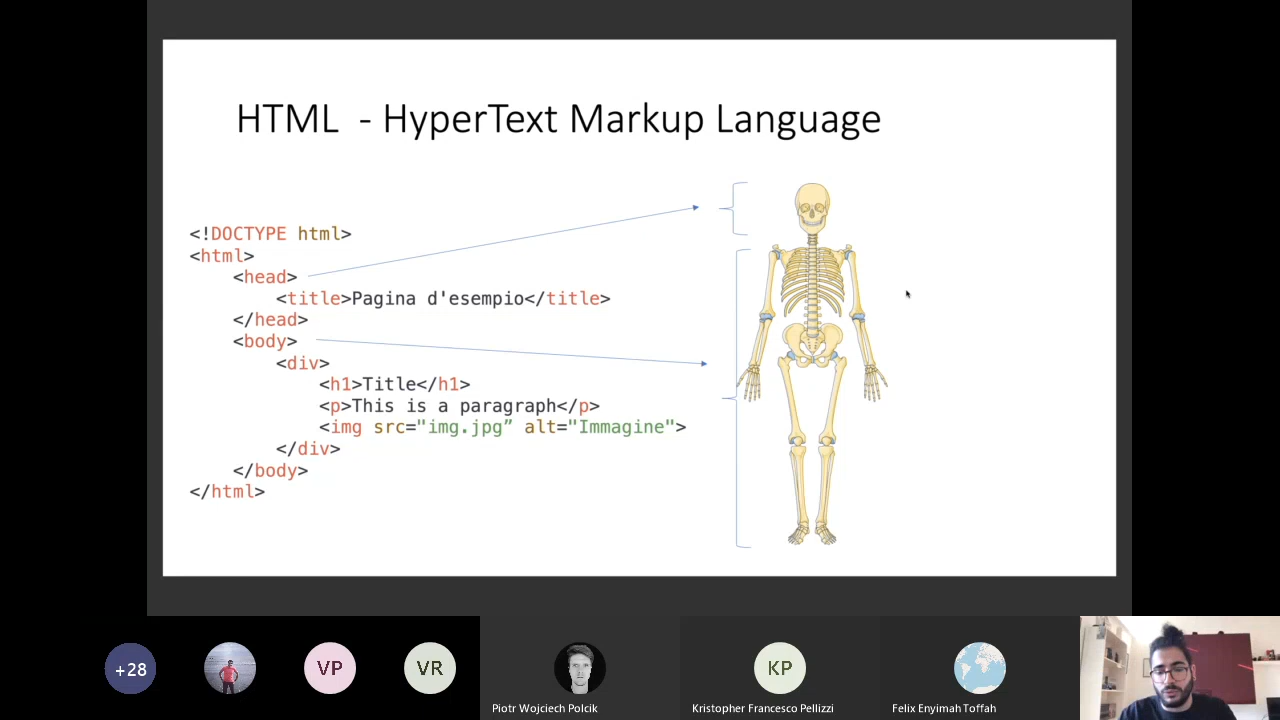 HTML - HyperText Markup Language
<!DOCTYPE html>
<html>
<head>
<title>Pagina d'esempio</title>
</head>
<body>
<div>
<h1>Title</h1>
<p>This is a paragraph</p>
<img src="img.jpg” alt="Immagine">
</div>
</body>
</html>
+28
VP
VR
KP
Piotr Wojciech Polcik
Kristopher Francesco Pellizzi
Felix Enyimah Toffah